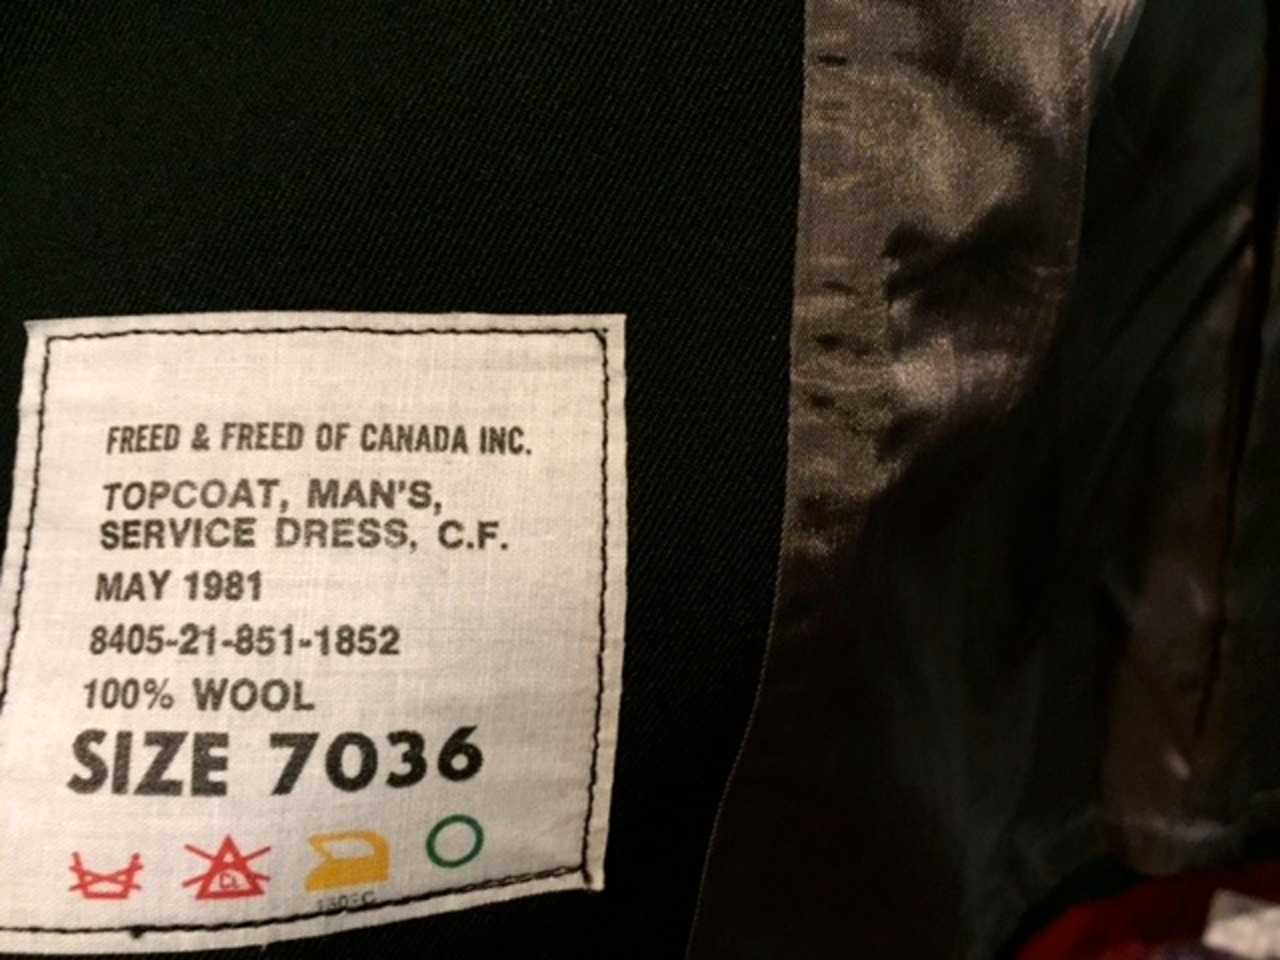 FREED & FREED OF CANADA INC.
TOPCOAT, MAN'S,
SERVICE DRESS, C.F.
MAY 1981
8405-21-851-1852
100% WOOL
SIZE 7036
CL